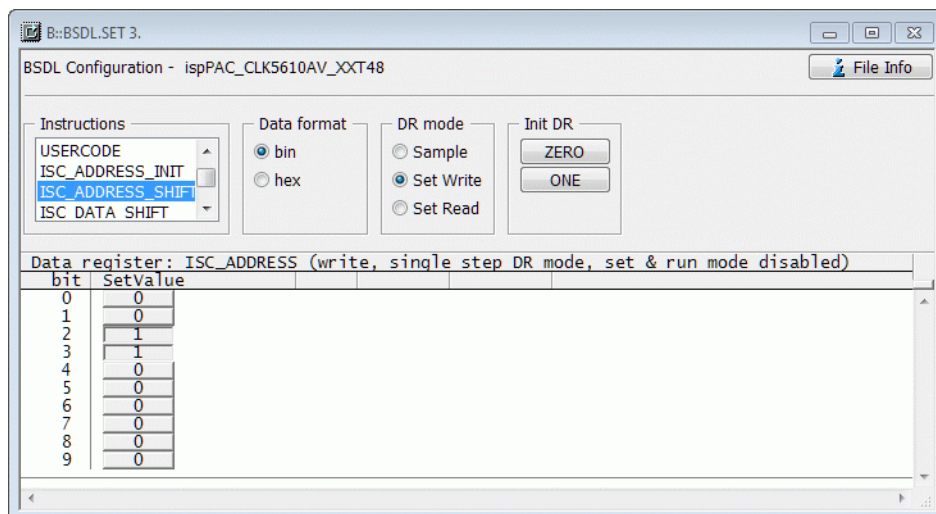 B::BSDL.SET 3.
BSDL Configuration - ispPAC_CLK5610AV_XXT48
File Info
Instructions
Data format
DR mode
Init DR
USERCODE
bin
Sample
ZERO
ISC_ADDRESS_INIT
ISC_ADDRESS_SHIFT
hex
Set Write
ONE
ISC_DATA_SHIFT
Set Read
Data register: ISC_ADDRESS (write, single step DR mode, set & run mode disabled)
bit SetValue
0 0
1 0
2 1
3 1
4 0
5 0
6 0
7 0
8 0
9 0